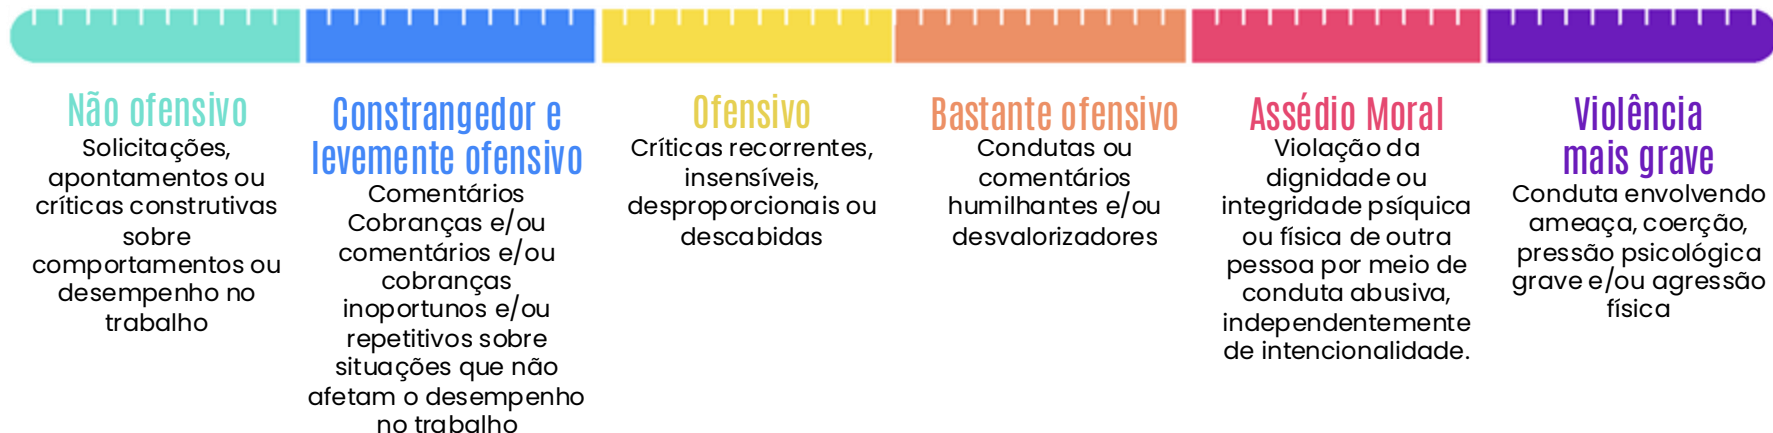 Não ofensivo
Solicitações,
apontamentos ou
críticas construtivas
sobre
comportamentos ou
desempenho no
trabalho
Constrangedor e
levemente ofensivo
Comentários
Cobranças e/ou
comentários e/ou
cobranças
inoportunos e/ou
repetitivos sobre
situações que não
afetam o desempenho
no trabalho
Ofensivo
Críticas recorrentes,
insensíveis,
desproporcionais ou
descabidas
Bastante ofensivo
Condutas ou
comentários
humilhantes e/ou
desvalorizadores
Assédio Moral
Violação da
dignidade ou
integridade psíquica
ou física de outra
pessoa por meio de
conduta abusiva,
independentemente
de intencionalidade.
Violência
mais grave
Conduta envolvendo
ameaça, coerção,
pressão psicológica
grave e/ou agressão
física